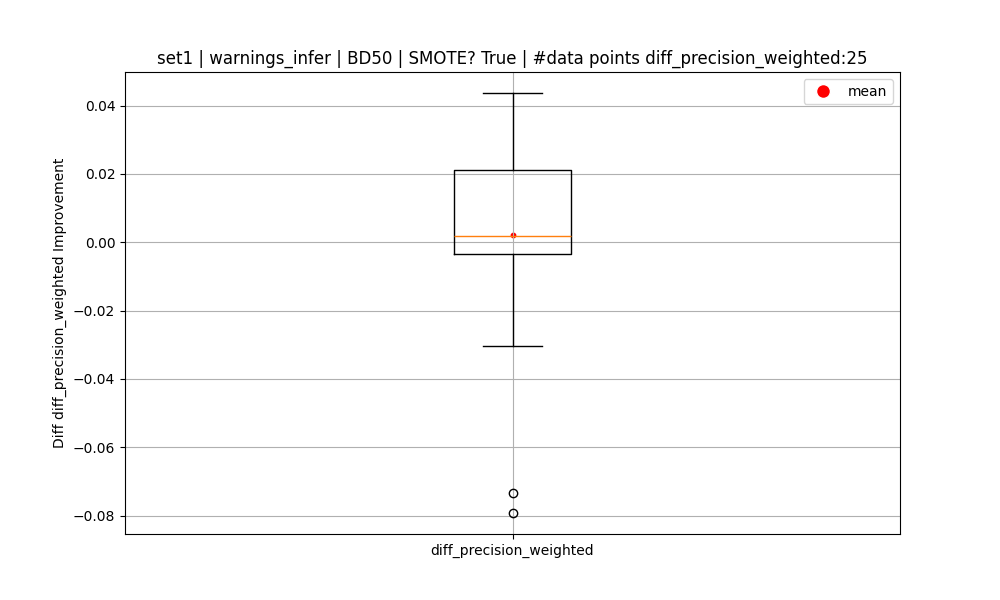 set1 | warnings_infer | BD50 | SMOTE? True | #data points diff_precision_weighted:25
mean
0.04
0.02
0.00
−0.02
−0.04
−0.06
−0.08
Diff diff_precision_weighted Improvement
diff_precision_weighted